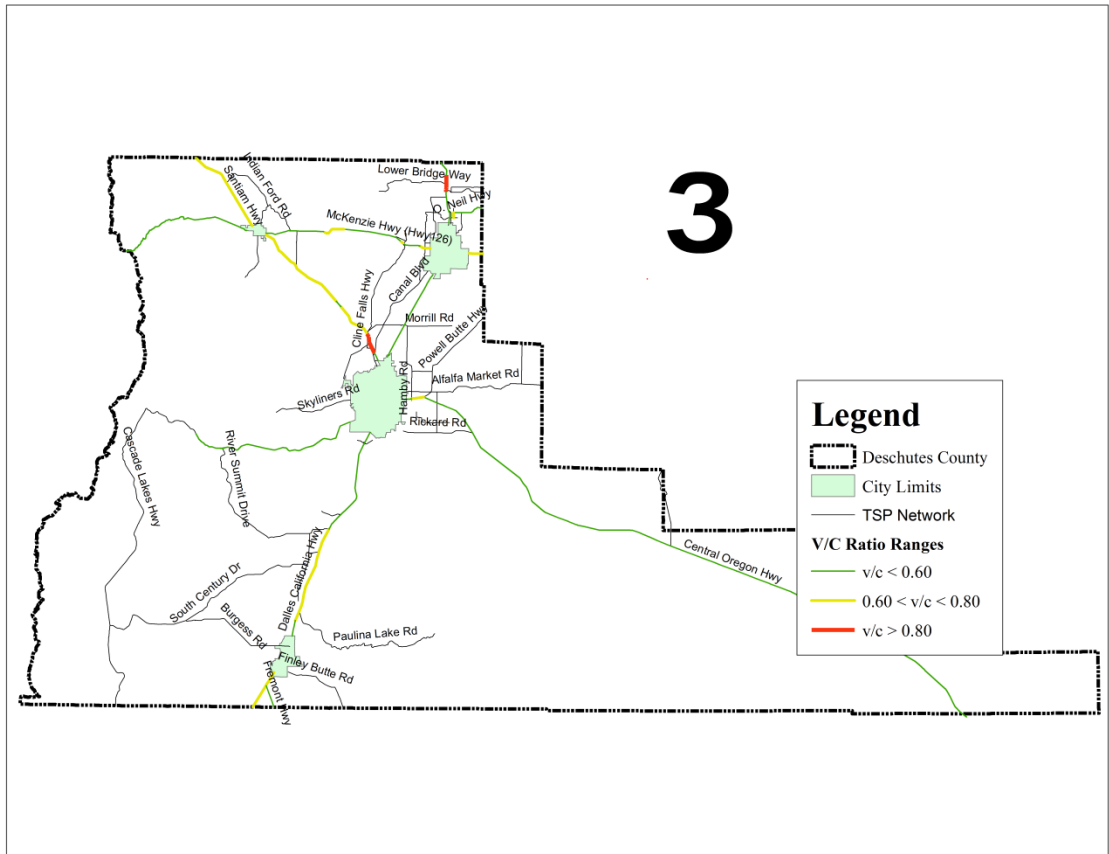 3
Lower Bridge Way
O. Neil Hwy
Indian Ford Rd
Santiam Hwy
McKenzie Hwy (Hwy126)
Canal Blvd
Cline Falls Hwy
Morrill Rd
Powell Butte Hwy
Alfalfa Market Rd
Hamby Rd
Skyliners Rd
Rickard Rd
Cascade Lakes Hwy
River Summit Drive
Dalles California Hwy
Central Oregon Hwy
South Century Dr
Burgess Rd
Paulina Lake Rd
Finley Butte Rd
Fremont Hwy
Legend
Deschutes County
City Limits
TSP Network
V/C Ratio Ranges
v/c < 0.60
0.60 < v/c < 0.80
v/c > 0.80